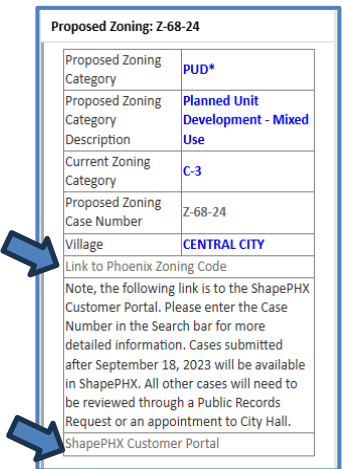 Proposed Zoning: Z-68-24
Proposed Zoning
Category
PUD*
Proposed Zoning
Category
Description
Planned Unit
Development - Mixed
Use
Current Zoning
Category
C-3
Proposed Zoning
Case Number
Z-68-24
Village
CENTRAL CITY
Link to Phoenix Zoning Code
Note, the following link is to the ShapePHX
Customer Portal. Please enter the Case
Number in the Search bar for more
detailed information. Cases submitted
after September 18, 2023 will be available
in ShapePHX. All other cases will need to
be reviewed through a Public Records
Request or an appointment to City Hall.
ShapePHX Customer Portal